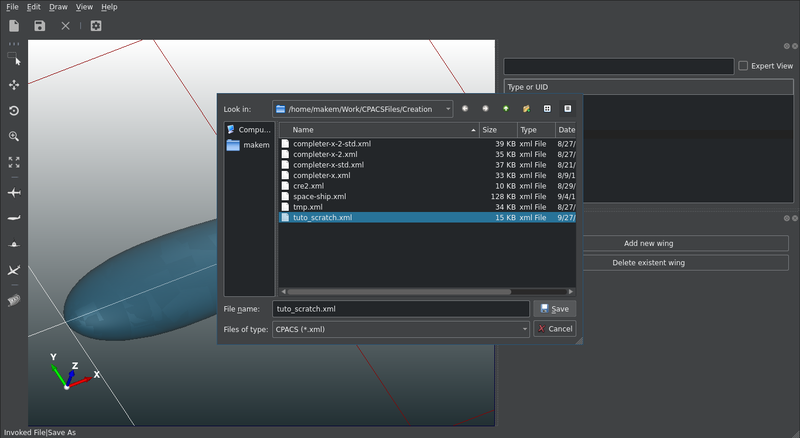 File Edit Draw View Help
Expert View
Type or UID
Look in: /home/makem/Work/CPACSFiles/Creation
Compu...
makem
Name Size Type Date
completer-x-2-std.xml 39 KB xml File 8/27/
completer-x-2.xml 35 KB xml File 8/27/
completer-x-std.xml 37 KB xml File 8/21/
completer-x.xml 33 KB xml File 8/9/1
cre2.xml 10 KB xml File 8/29/
space-ship.xml 128 KB xml File 9/4/1
tmp.xml 34 KB xml File 8/27/
tuto_scratch.xml 15 KB xml File 9/27/
Add new wing
Delete existent wing
File name: tuto_scratch.xml Save
Files of type: CPACS (*.xml) Cancel
Y
Z
X
Invoked File|Save As